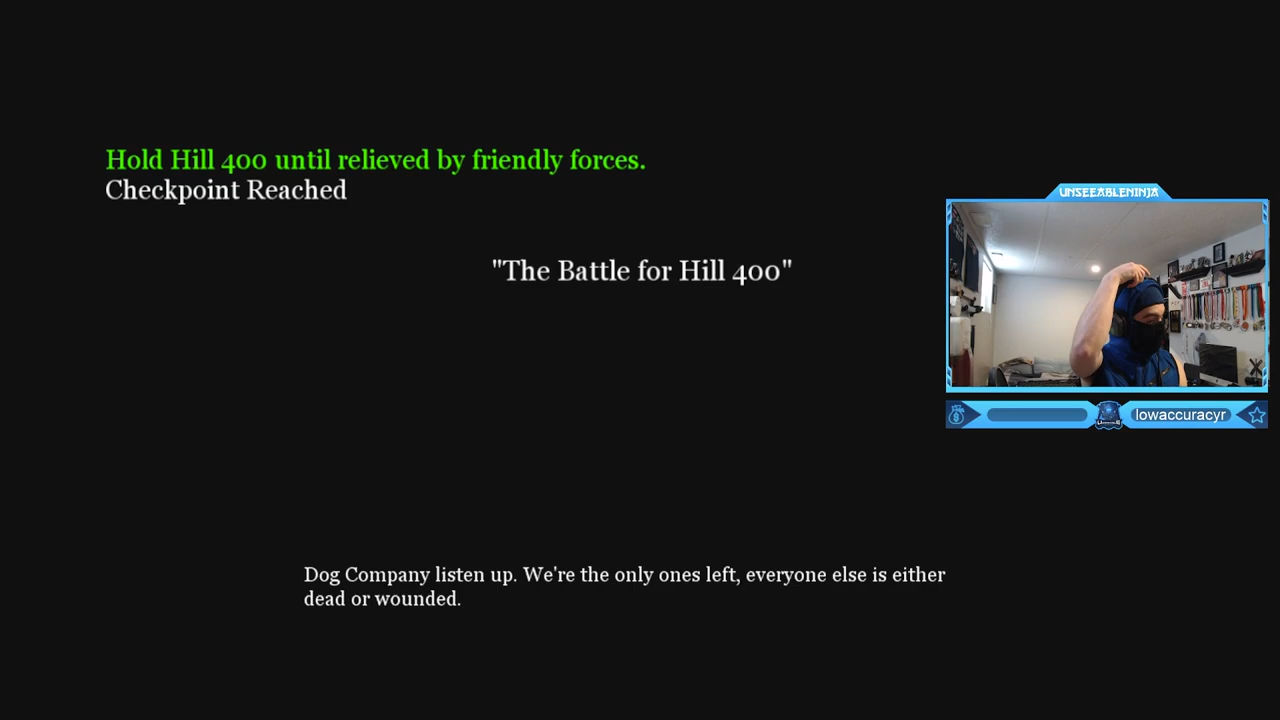 Hold Hill 400 until relieved by friendly forces.
Checkpoint Reached
UNSEEABLENINJA
"The Battle for Hill 400"
lowaccuracyr
Dog Company listen up. We're the only ones left, everyone else is either
dead or wounded.